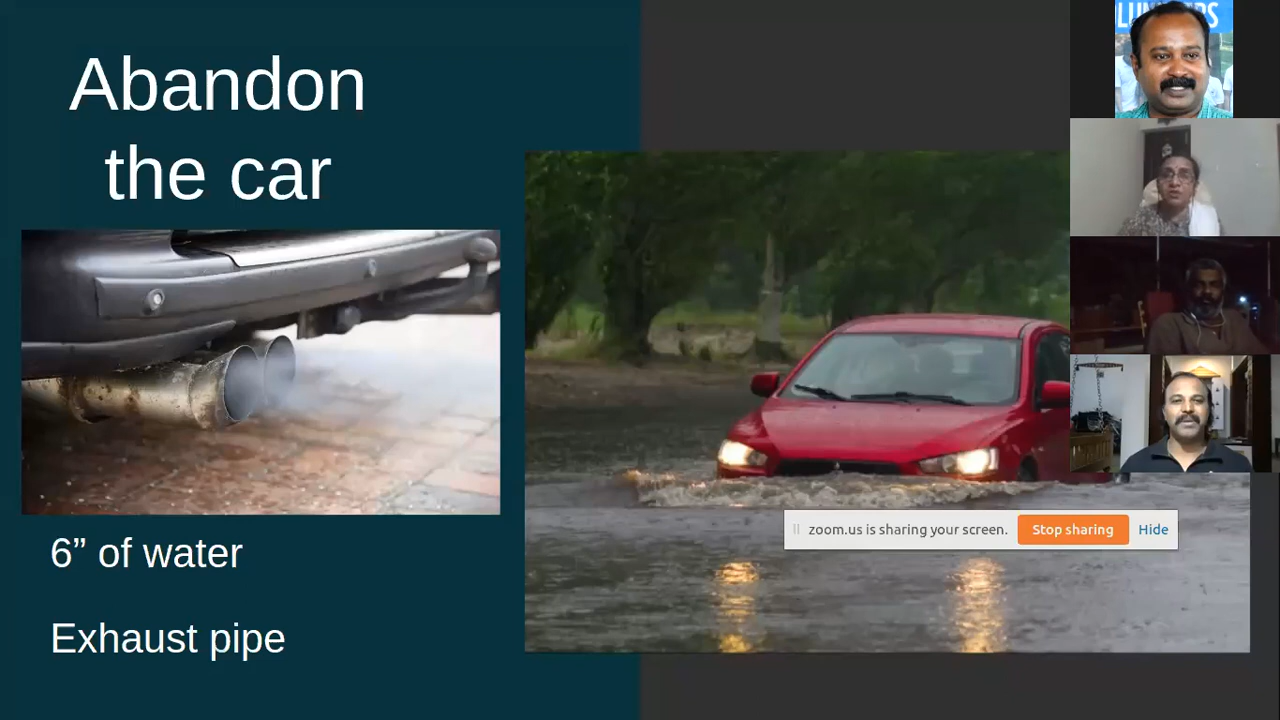 Abandon
the car
6” of water
Exhaust pipe
zoom.us is sharing your screen.
Stop sharing
Hide